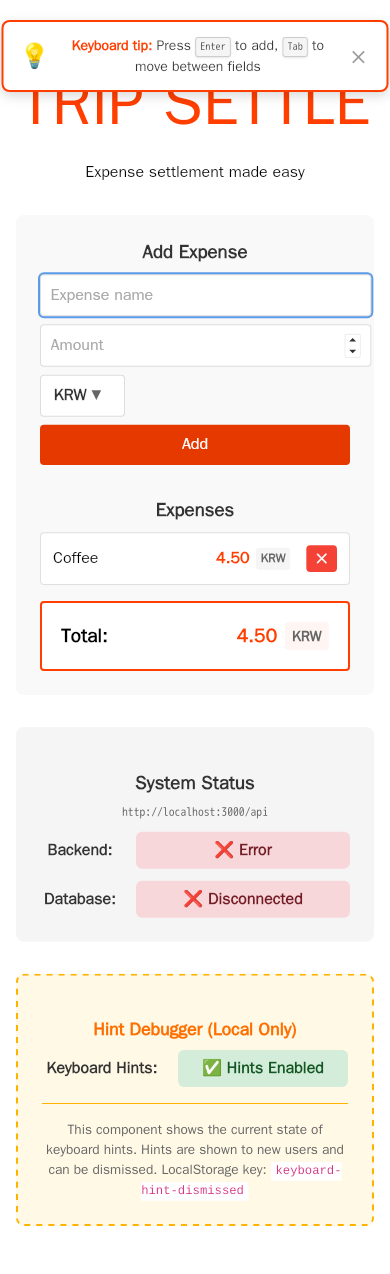 💡 Keyboard tip: Press Enter to add, Tab to
move between fields ×
TRIP SETTLE
Expense settlement made easy
Add Expense
Expense name
Amount
KRW ▼
Add
Expenses
Coffee 4.50 KRW ✕
Total: 4.50 KRW
System Status
http://localhost:3000/api
Backend: ❌ Error
Database: ❌ Disconnected
Hint Debugger (Local Only)
Keyboard Hints: ✅ Hints Enabled
This component shows the current state of
keyboard hints. Hints are shown to new users and
can be dismissed. LocalStorage key: keyboard-
hint-dismissed